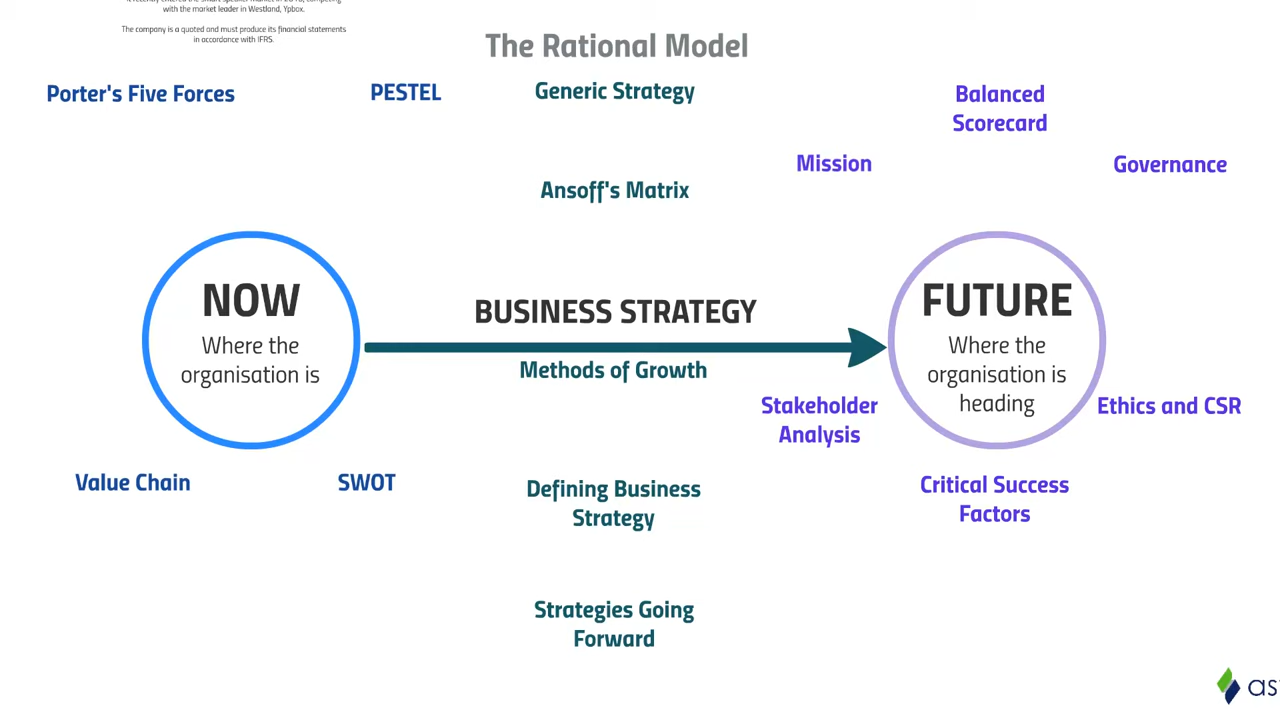 with the market leader in Westland, Ypbox.
The company is a quoted and must produce its financial statements
in accordance with IFRS.
The Rational Model
Porter's Five Forces
PESTEL
Generic Strategy
Balanced
Scorecard
Mission
Governance
Ansoff's Matrix
NOW
Where the
organisation is
BUSINESS STRATEGY
Methods of Growth
FUTURE
Where the
organisation is
heading
Stakeholder
Analysis
Ethics and CSR
Value Chain
SWOT
Defining Business
Strategy
Critical Success
Factors
Strategies Going
Forward
as